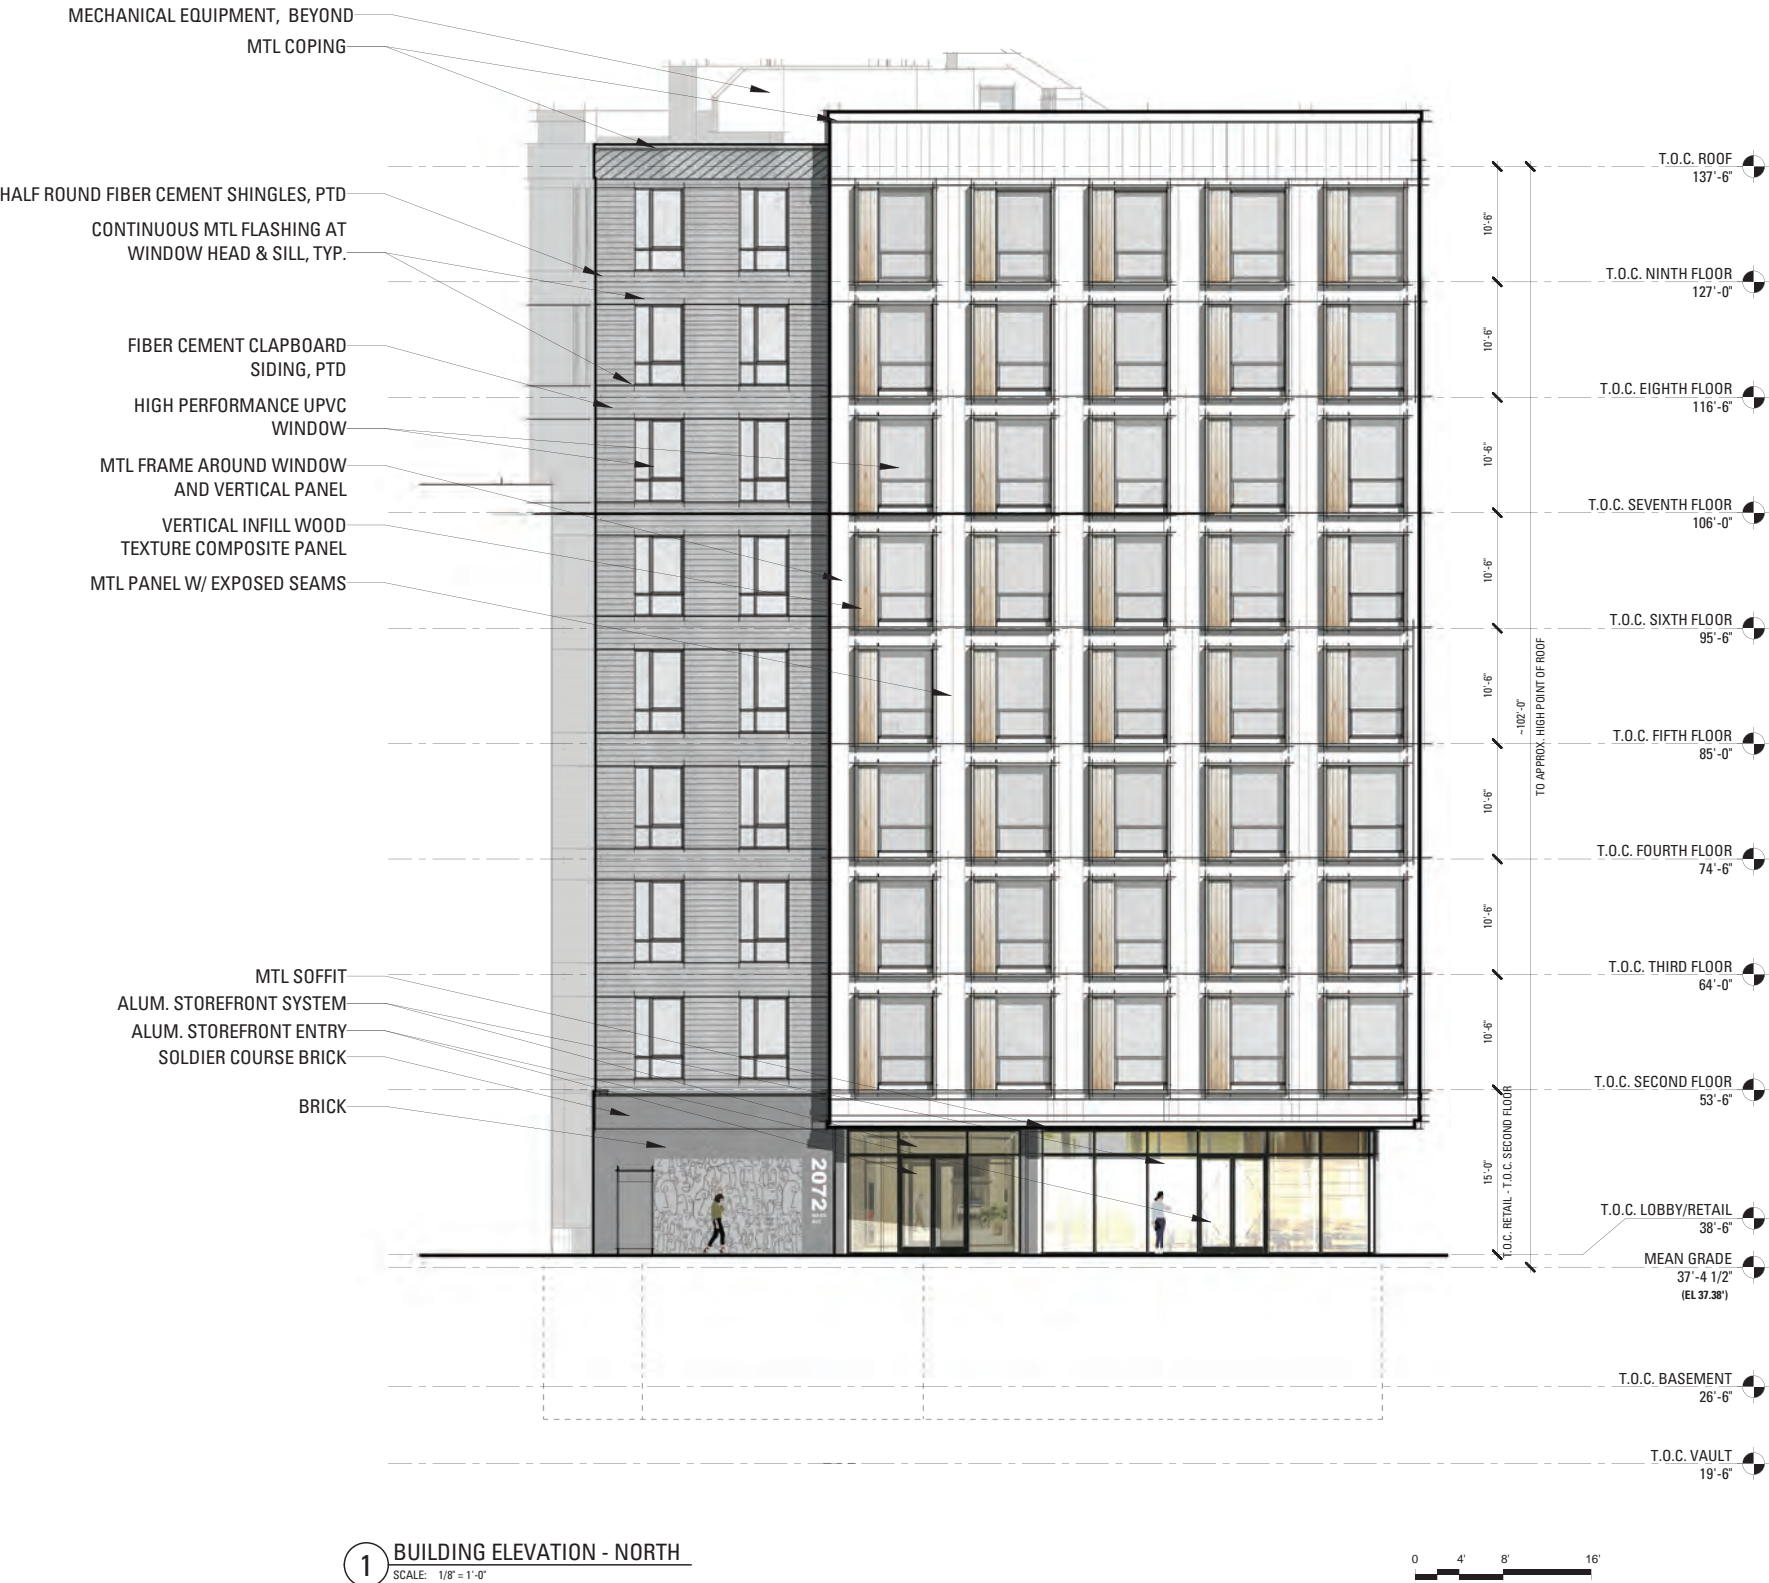 MECHANICAL EQUIPMENT, BEYOND
MTL COPING
HALF ROUND FIBER CEMENT SHINGLES, PTD
CONTINUOUS MTL FLASHING AT
WINDOW HEAD & SILL, TYP.
FIBER CEMENT CLAPBOARD
SIDING, PTD
HIGH PERFORMANCE UPVC
WINDOW
MTL FRAME AROUND WINDOW
AND VERTICAL PANEL
VERTICAL INFILL WOOD
TEXTURE COMPOSITE PANEL
MTL PANEL W/ EXPOSED SEAMS
MTL SOFFIT
ALUM. STOREFRONT SYSTEM
ALUM. STOREFRONT ENTRY
SOLDIER COURSE BRICK
BRICK
2072
10'-6"
10'-6"
10'-6"
10'-6"
10'-6"
10'-6"
10'-6"
10'-6"
15'-0"
T.O.C. RETAIL - T.O.C. SECOND FLOOR
~102'-0"
TO APPROX. HIGH POINT OF ROOF
T.O.C. ROOF
137'-6"
T.O.C. NINTH FLOOR
127'-0"
T.O.C. EIGHTH FLOOR
116'-6"
T.O.C. SEVENTH FLOOR
106'-0"
T.O.C. SIXTH FLOOR
95'-6"
T.O.C. FIFTH FLOOR
85'-0"
T.O.C. FOURTH FLOOR
74'-6"
T.O.C. THIRD FLOOR
64'-0"
T.O.C. SECOND FLOOR
53'-6"
T.O.C. LOBBY/RETAIL
38'-6"
MEAN GRADE
37'-4 1/2"
(EL 37.38')
T.O.C. BASEMENT
26'-6"
T.O.C. VAULT
19'-6"
1 BUILDING ELEVATION - NORTH
SCALE: 1/8" = 1'-0"
0 4' 8' 16'